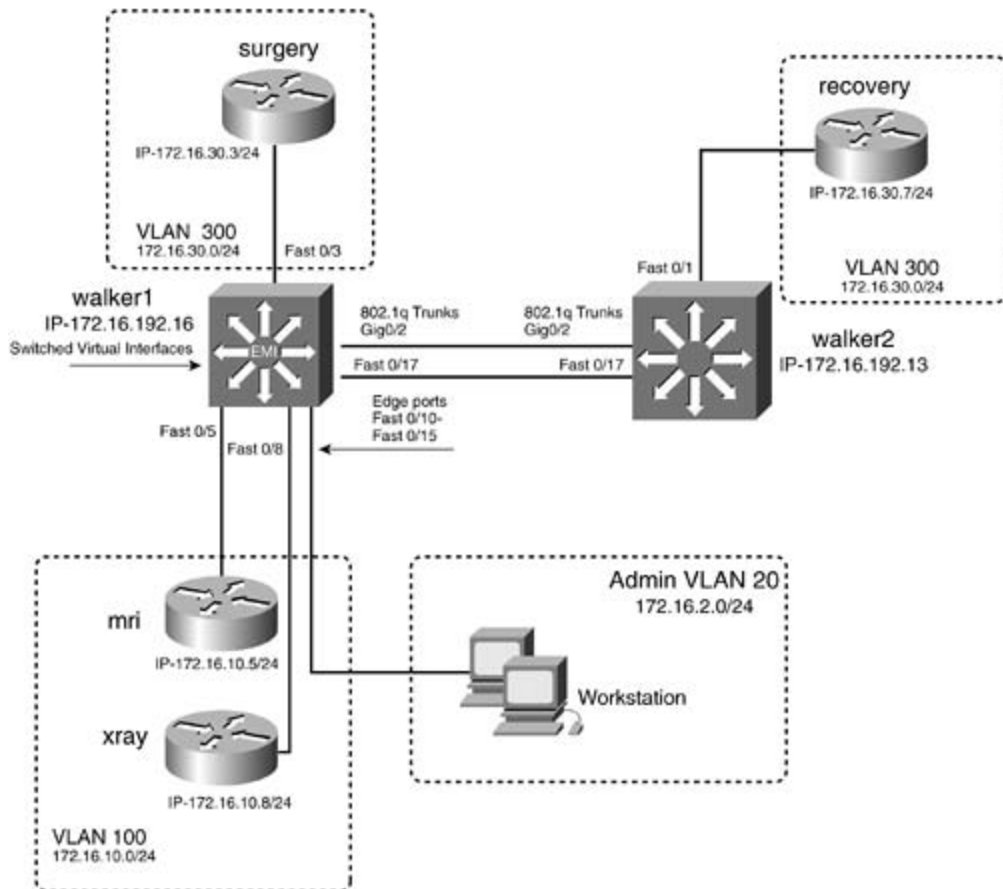 surgery
IP-172.16.30.3/24
VLAN 300
172.16.30.0/24
Fast 0/3
recovery
IP-172.16.30.7/24
VLAN 300
172.16.30.0/24
Fast 0/1
walker1
IP-172.16.192.16
Switched Virtual Interfaces
EMI
802.1q Trunks
Gig0/2
802.1q Trunks
Gig0/2
Fast 0/17
Fast 0/17
walker2
IP-172.16.192.13
Edge ports
Fast 0/10-
Fast 0/15
Fast 0/5
Fast 0/8
mri
IP-172.16.10.5/24
xray
IP-172.16.10.8/24
VLAN 100
172.16.10.0/24
Admin VLAN 20
172.16.2.0/24
Workstation